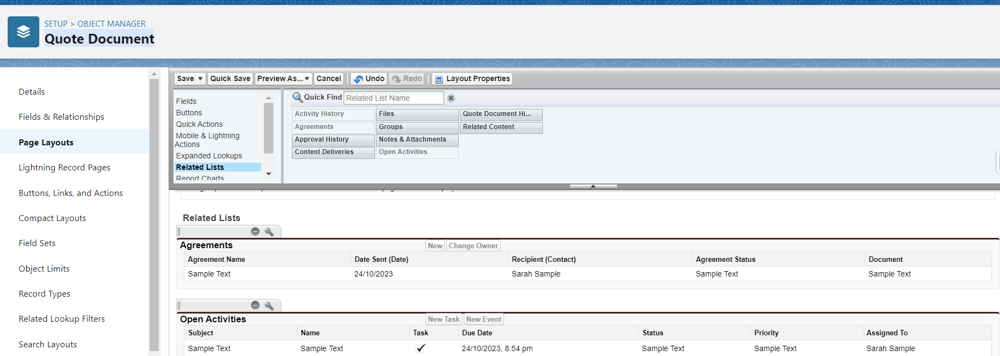 SETUP > OBJECT MANAGER
Quote Document
Details
Fields & Relationships
Page Layouts
Lightning Record Pages
Buttons, Links, and Actions
Compact Layouts
Field Sets
Object Limits
Record Types
Related Lookup Filters
Search Layouts
Save Quick Save Preview As... Cancel Undo Redo Layout Properties
Fields
Buttons
Quick Actions
Mobile & Lightning
Actions
Expanded Lookups
Related Lists
Report Charts
Quick Find Related List Name
Activity History Files Quote Document Hi...
Agreements Groups Related Content
Approval History Notes & Attachments
Content Deliveries Open Activities
Related Lists
Agreements New Change Owner
Agreement Name Date Sent (Date) Recipient (Contact) Agreement Status Document
Sample Text 24/10/2023 Sarah Sample Sample Text Sample Text
Open Activities New Task New Event
Subject Name Task Due Date Status Priority Assigned To
Sample Text Sample Text 24/10/2023, 8:54 pm Sample Text Sample Text Sarah Sample